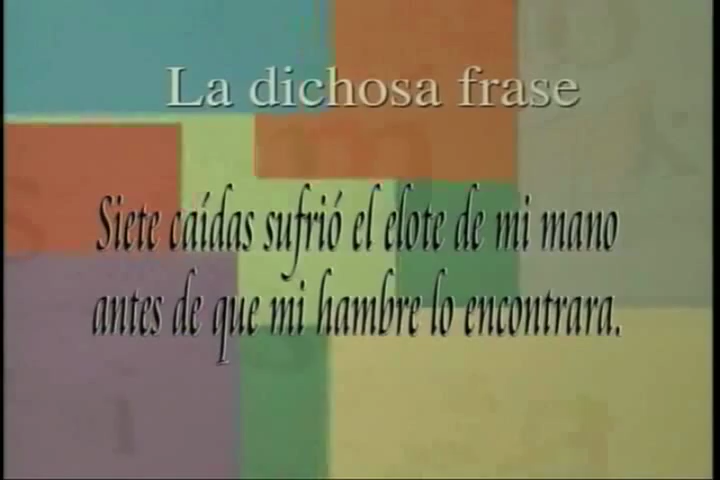 La dichosa frase
Siete caídas sufrió el elote de mi mano
antes de que mi hambre lo encontrara.